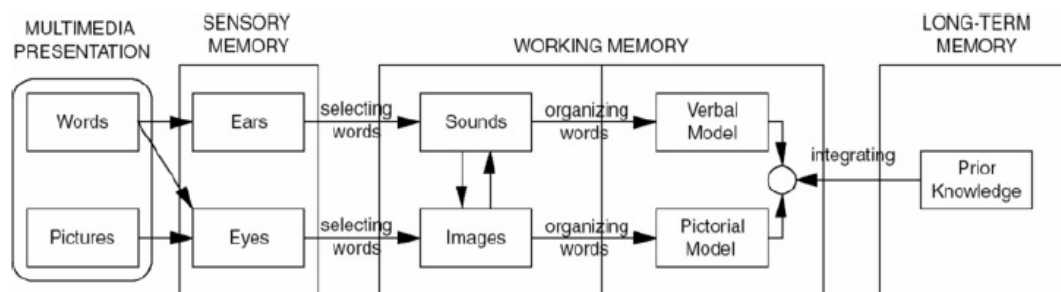 MULTIMEDIA
PRESENTATION
SENSORY
MEMORY
WORKING MEMORY
LONG-TERM
MEMORY
Words
Ears
selecting
words
Sounds
organizing
words
Verbal
Model
integrating
Prior
Knowledge
Pictures
Eyes
selecting
words
Images
organizing
words
Pictorial
Model